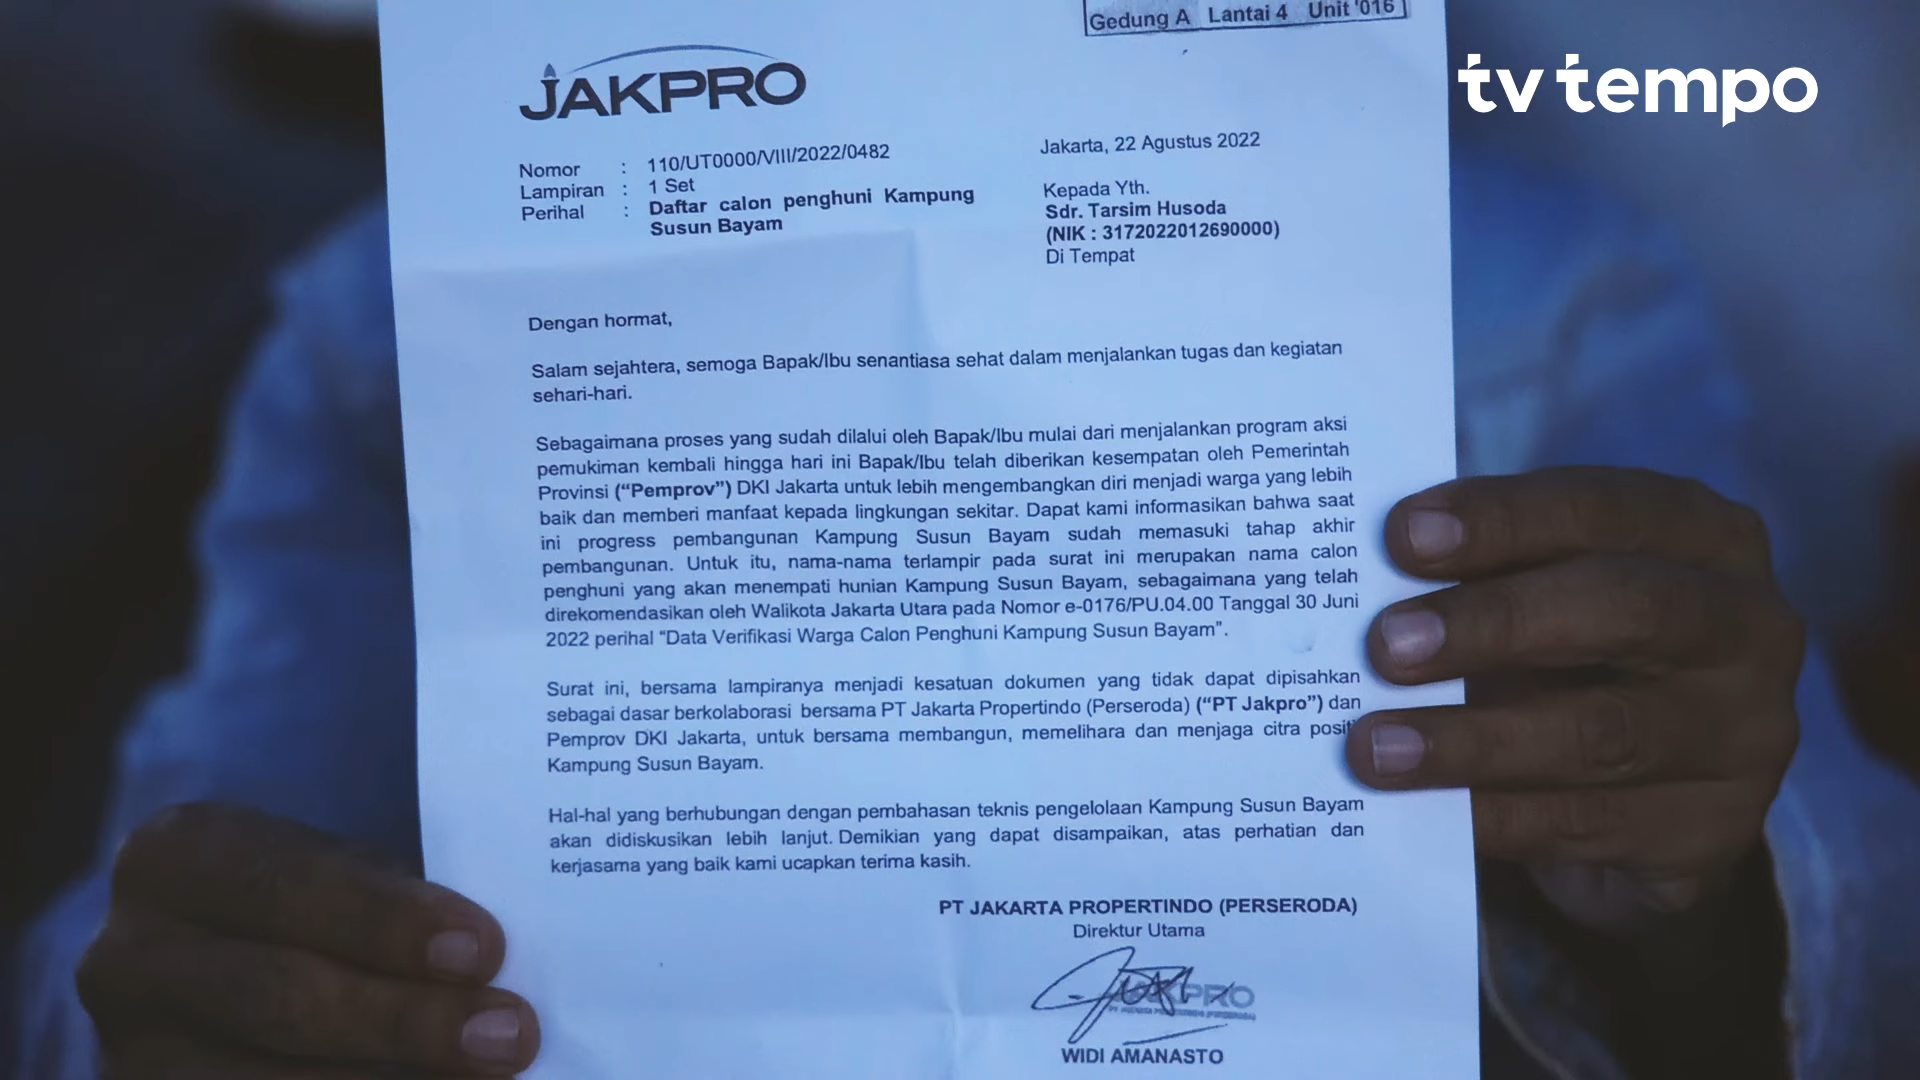 Gedung A Lantai 4 Unit '016
tv tempo
JAKPRO
Jakarta, 22 Agustus 2022
Nomor : 110/UT0000/VIII/2022/0482
Lampiran : 1 Set
Perihal : Daftar calon penghuni Kampung
Susun Bayam
Kepada Yth.
Sdr. Tarsim Husoda
(NIK : 3172022012690000)
Di Tempat
Dengan hormat,
Salam sejahtera, semoga Bapak/Ibu senantiasa sehat dalam menjalankan tugas dan kegiatan
sehari-hari.
Sebagaimana proses yang sudah dilalui oleh Bapak/Ibu mulai dari menjalankan program aksi
pemukiman kembali hingga hari ini Bapak/Ibu telah diberikan kesempatan oleh Pemerintah
Provinsi (“Pemprov”) DKI Jakarta untuk lebih mengembangkan diri menjadi warga yang lebih
baik dan memberi manfaat kepada lingkungan sekitar. Dapat kami informasikan bahwa saat
ini progress pembangunan Kampung Susun Bayam sudah memasuki tahap akhir
pembangunan. Untuk itu, nama-nama terlampir pada surat ini merupakan nama calon
penghuni yang akan menempati hunian Kampung Susun Bayam, sebagaimana yang telah
direkomendasikan oleh Walikota Jakarta Utara pada Nomor e-0176/PU.04.00 Tanggal 30 Juni
2022 perihal “Data Verifikasi Warga Calon Penghuni Kampung Susun Bayam”.
Surat ini, bersama lampiranya menjadi kesatuan dokumen yang tidak dapat dipisahkan
sebagai dasar berkolaborasi bersama PT Jakarta Propertindo (Perseroda) (“PT Jakpro”) dan
Pemprov DKI Jakarta, untuk bersama membangun, memelihara dan menjaga citra posit
Kampung Susun Bayam.
Hal-hal yang berhubungan dengan pembahasan teknis pengelolaan Kampung Susun Bayam
akan didiskusikan lebih lanjut. Demikian yang dapat disampaikan, atas perhatian dan
kerjasama yang baik kami ucapkan terima kasih.
PT JAKARTA PROPERTINDO (PERSERODA)
Direktur Utama
JAKPRO
WIDI AMANASTO